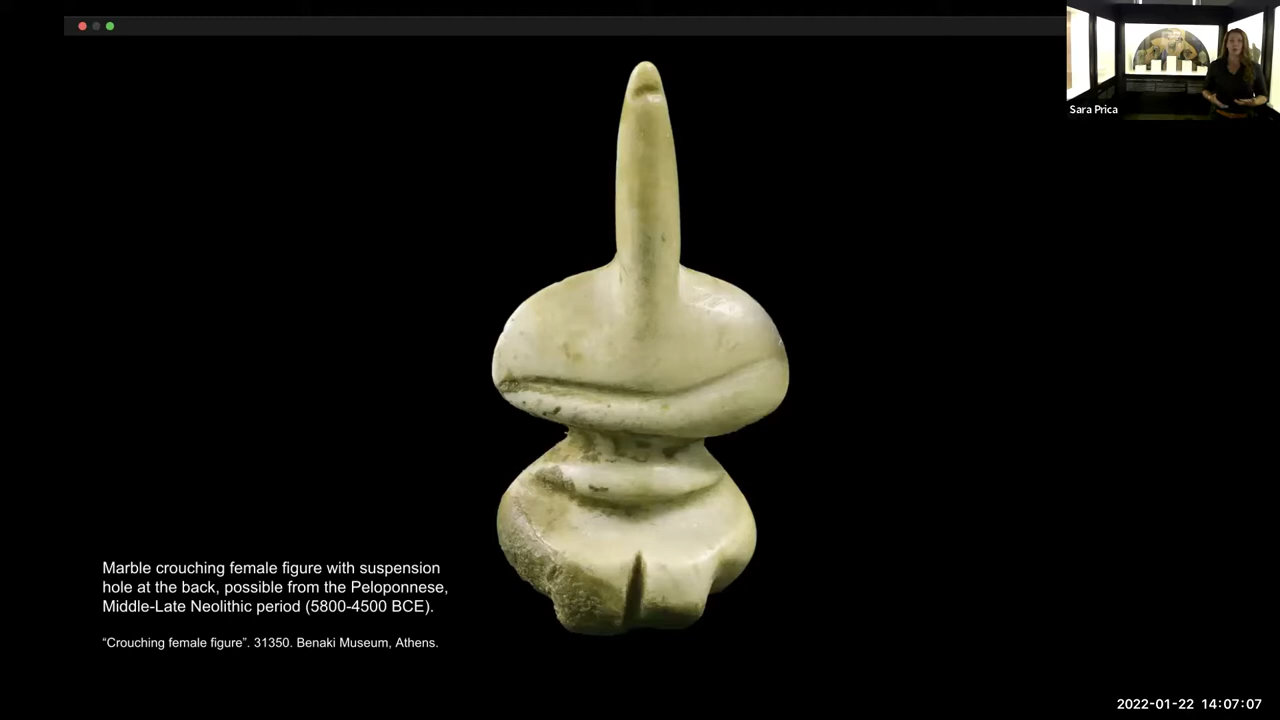 Sara Prica
Marble crouching female figure with suspension
hole at the back, possible from the Peloponnese,
Middle-Late Neolithic period (5800-4500 BCE).
“Crouching female figure”. 31350. Benaki Museum, Athens.
2022-01-22 14:07:07